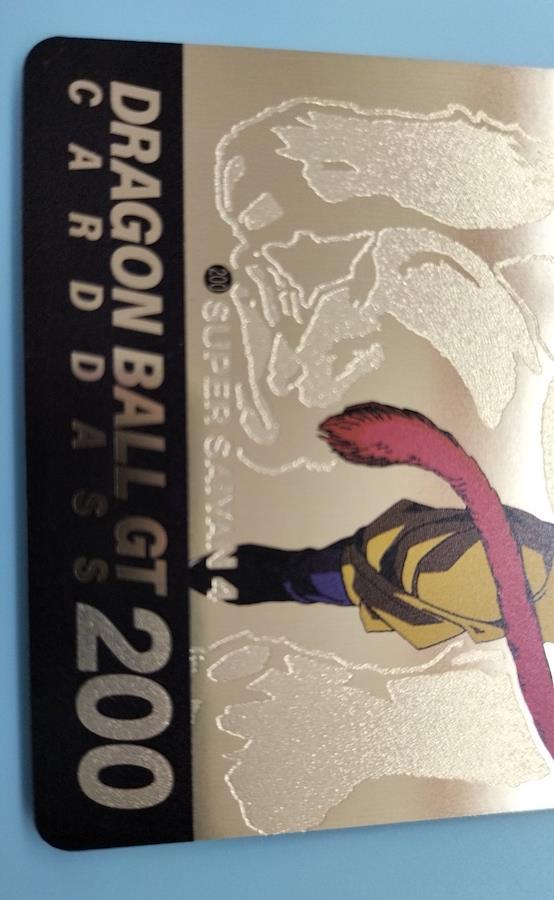 200 SUPER SAIYAN 4
DRAGON BALL GT 200
CARDDASS